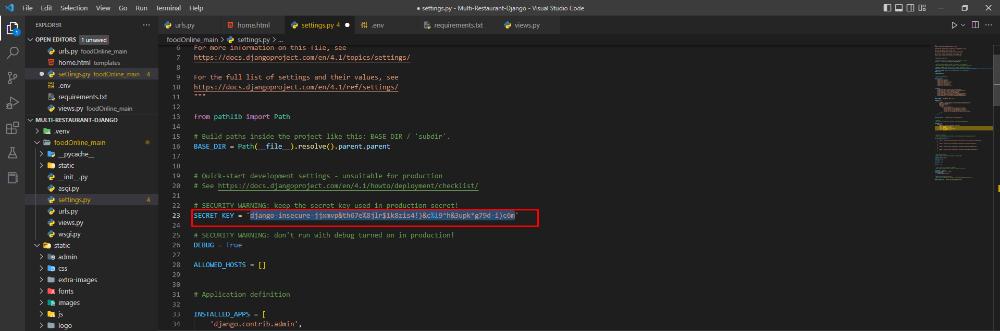 File Edit Selection View Go Run Terminal Help
● settings.py - Multi-Restaurant-Django - Visual Studio Code
1
EXPLORER
OPEN EDITORS 1 unsaved
urls.py foodOnline_main
home.html templates
settings.py foodOnline_main 4
.env
requirements.txt
views.py foodOnline_main
MULTI-RESTAURANT-DJANGO
.venv
foodOnline_main
__pycache__
static
__init__.py
asgi.py
settings.py 4
urls.py
views.py
wsgi.py
static
admin
css
extra-images
fonts
images
js
logo
urls.py home.html settings.py 4 .env requirements.txt views.py
foodOnline_main > settings.py > ...
6 For more information on this file, see
7 https://docs.djangoproject.com/en/4.1/topics/settings/
8
9 For the full list of settings and their values, see
10 https://docs.djangoproject.com/en/4.1/ref/settings/
11 """
12
13 from pathlib import Path
14
15 # Build paths inside the project like this: BASE_DIR / 'subdir'.
16 BASE_DIR = Path(__file__).resolve().parent.parent
17
18
19 # Quick-start development settings - unsuitable for production
20 # See https://docs.djangoproject.com/en/4.1/howto/deployment/checklist/
21
22 # SECURITY WARNING: keep the secret key used in production secret!
23 SECRET_KEY = 'django-insecure-jjxmvp&th67e%8jlr$1k8zis4!)&c%i9^h&3upk*g79d-i)c6m'
24
25 # SECURITY WARNING: don't run with debug turned on in production!
26 DEBUG = True
27
28 ALLOWED_HOSTS = []
29
30
31 # Application definition
32
33 INSTALLED_APPS = [
34 'django.contrib.admin',